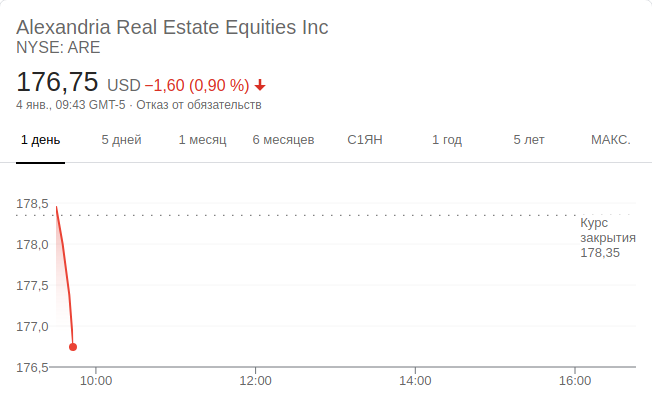 Alexandria Real Estate Equities Inc
NYSE: ARE
176,75 USD −1,60 (0,90 %)
4 янв., 09:43 GMT-5 · Отказ от обязательств
1 день 5 дней 1 месяц 6 месяцев С1ЯН 1 год 5 лет МАКС.
178,5
Курс
закрытия
178,35
178,0
177,5
177,0
176,5
10:00 12:00 14:00 16:00